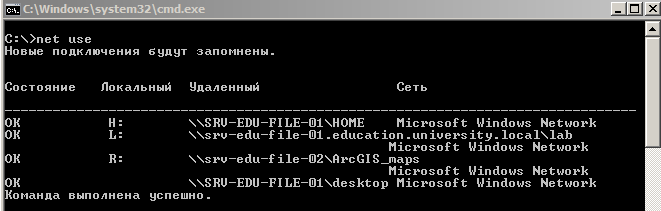 C:\Windows\system32\cmd.exe
C:\>net use
Новые подключения будут запомнены.
Состояние Локальный Удаленный Сеть
-------------------------------------------------------------------------------
OK H: \\SRV-EDU-FILE-01\HOME Microsoft Windows Network
OK L: \\srv-edu-file-01.education.university.local\lab
Microsoft Windows Network
OK R: \\srv-edu-file-02\ArcGIS_maps
Microsoft Windows Network
OK \\SRV-EDU-FILE-01\desktop Microsoft Windows Network
Команда выполнена успешно.